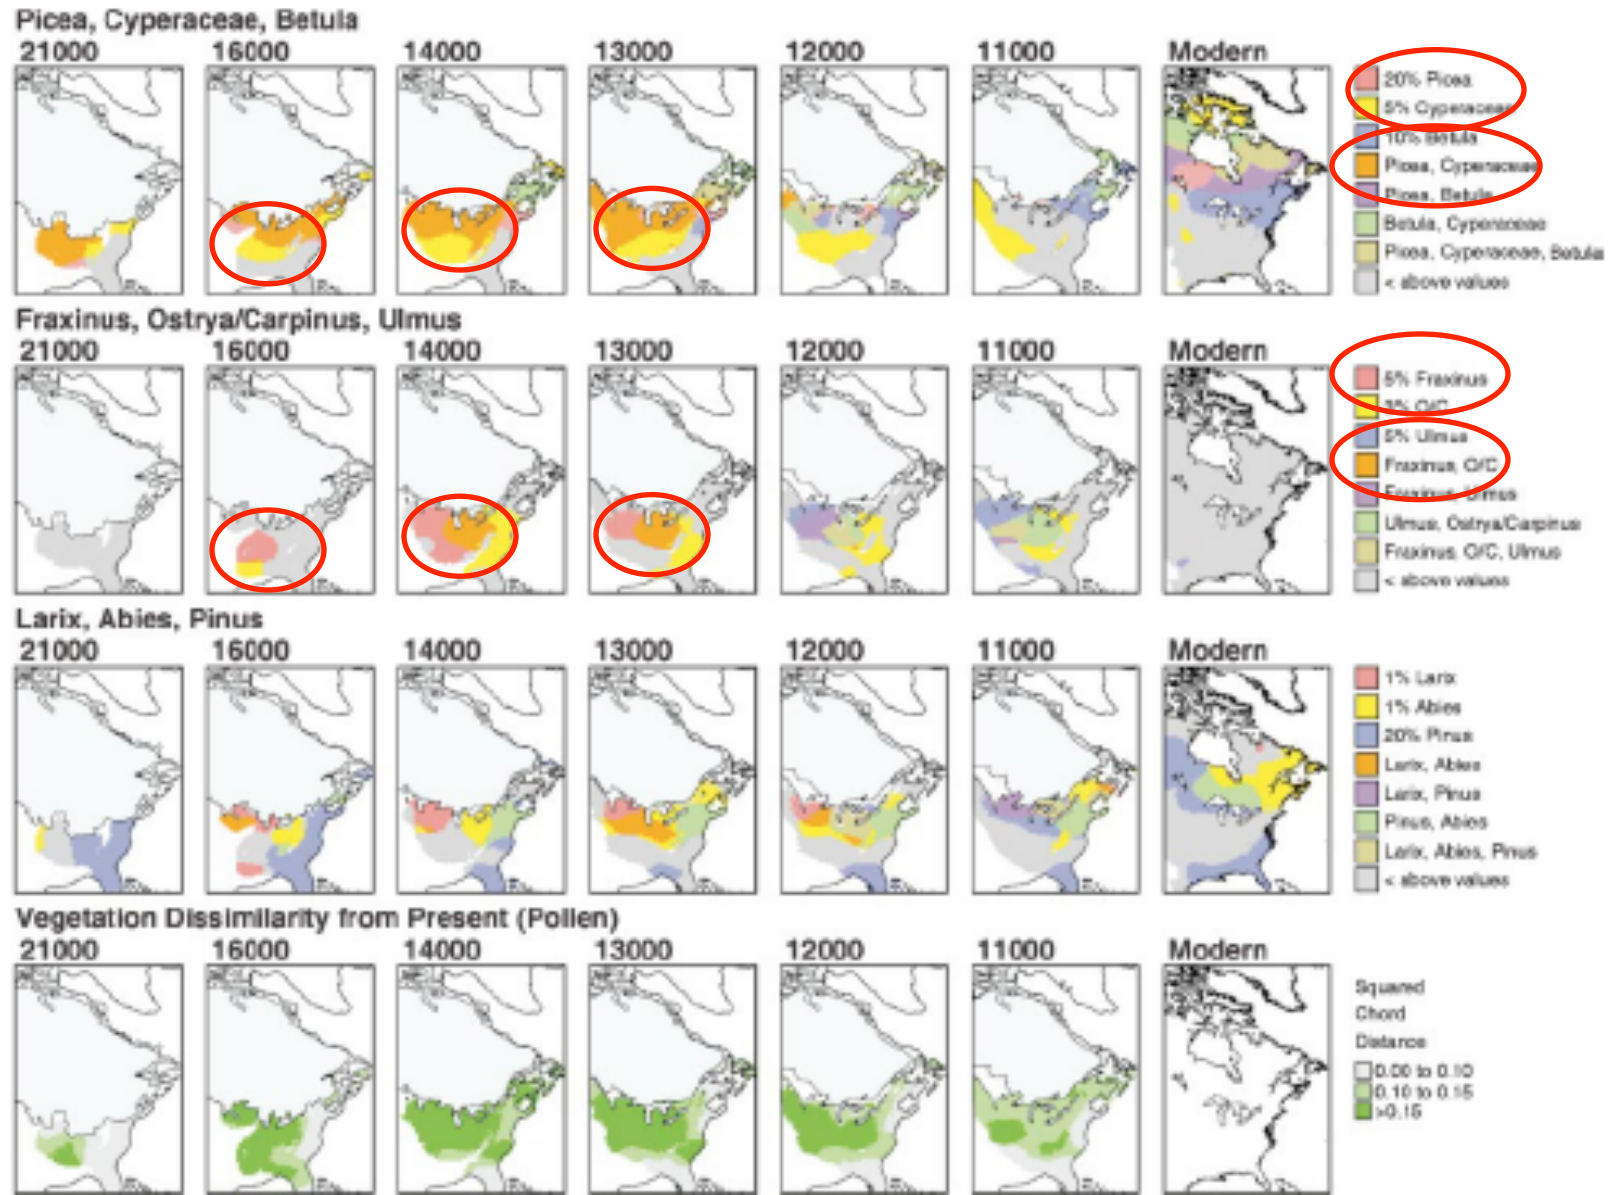 Picea, Cyperaceae, Betula
21000 16000 14000 13000 12000 11000 Modern
20% Picea
5% Cyperaceae
10% Betula
Picea, Cyperaceae
Picea, Betula
Betula, Cyperaceae
Picea, Cyperaceae, Betula
< above values
Fraxinus, Ostrya/Carpinus, Ulmus
21000 16000 14000 13000 12000 11000 Modern
5% Fraxinus
3% O/C
5% Ulmus
Fraxinus, O/C
Fraxinus, Ulmus
Ulmus, Ostrya/Carpinus
Fraxinus, O/C, Ulmus
< above values
Larix, Abies, Pinus
21000 16000 14000 13000 12000 11000 Modern
1% Larix
1% Abies
20% Pinus
Larix, Abies
Larix, Pinus
Pinus, Abies
Larix, Abies, Pinus
< above values
Vegetation Dissimilarity from Present (Pollen)
21000 16000 14000 13000 12000 11000 Modern
Squared
Chord
Distance
0.00 to 0.10
0.10 to 0.15
>0.15